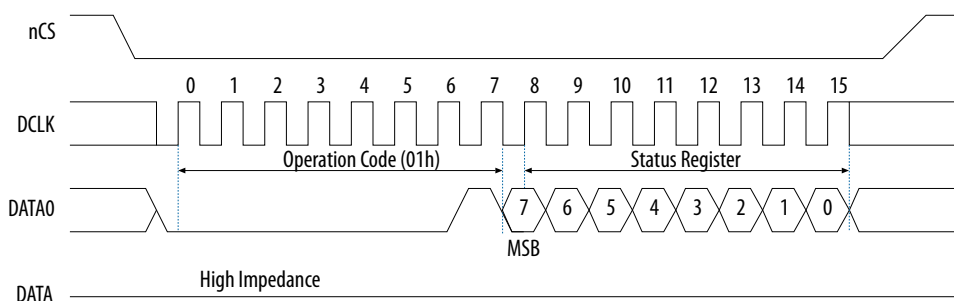 nCS
0 1 2 3 4 5 6 7 8 9 10 11 12 13 14 15
DCLK
Operation Code (01h) Status Register
DATA0 7 6 5 4 3 2 1 0
MSB
High Impedance
DATA